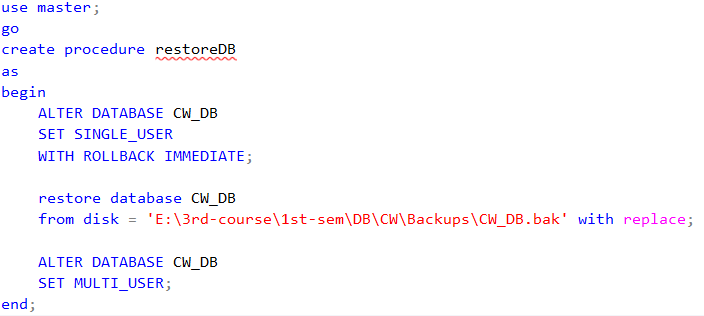 use master;
go
create procedure restoreDB
as
begin
    ALTER DATABASE CW_DB
    SET SINGLE_USER
    WITH ROLLBACK IMMEDIATE;

    restore database CW_DB
    from disk = 'E:\3rd-course\1st-sem\DB\CW\Backups\CW_DB.bak' with replace;

    ALTER DATABASE CW_DB
    SET MULTI_USER;
end;